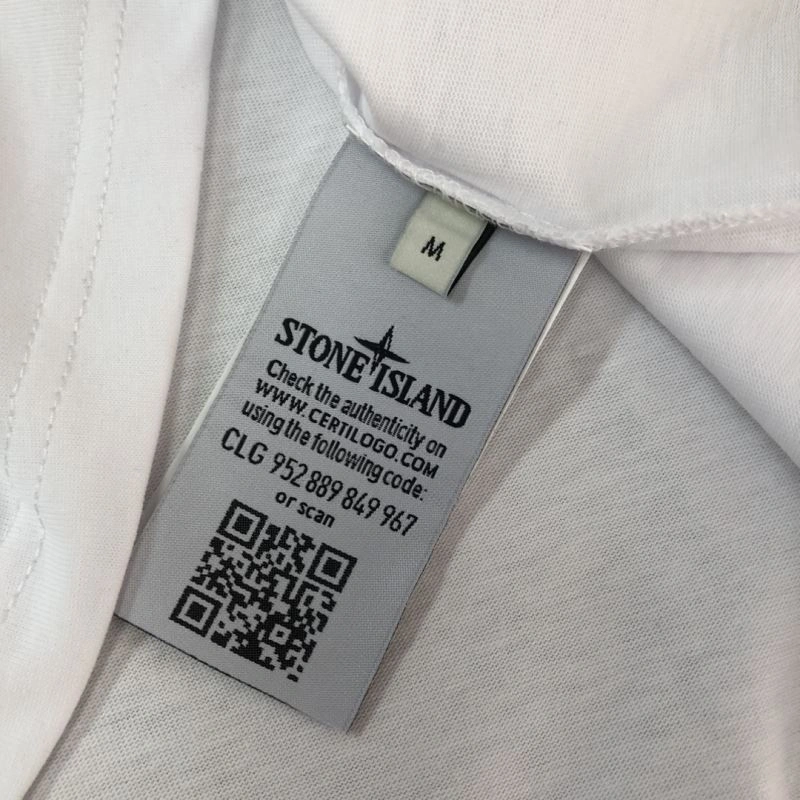 M
STONE ISLAND
Check the authenticity on
WWW.CERTILOGO.COM
using the following code:
CLG 952 889 849 967
or scan